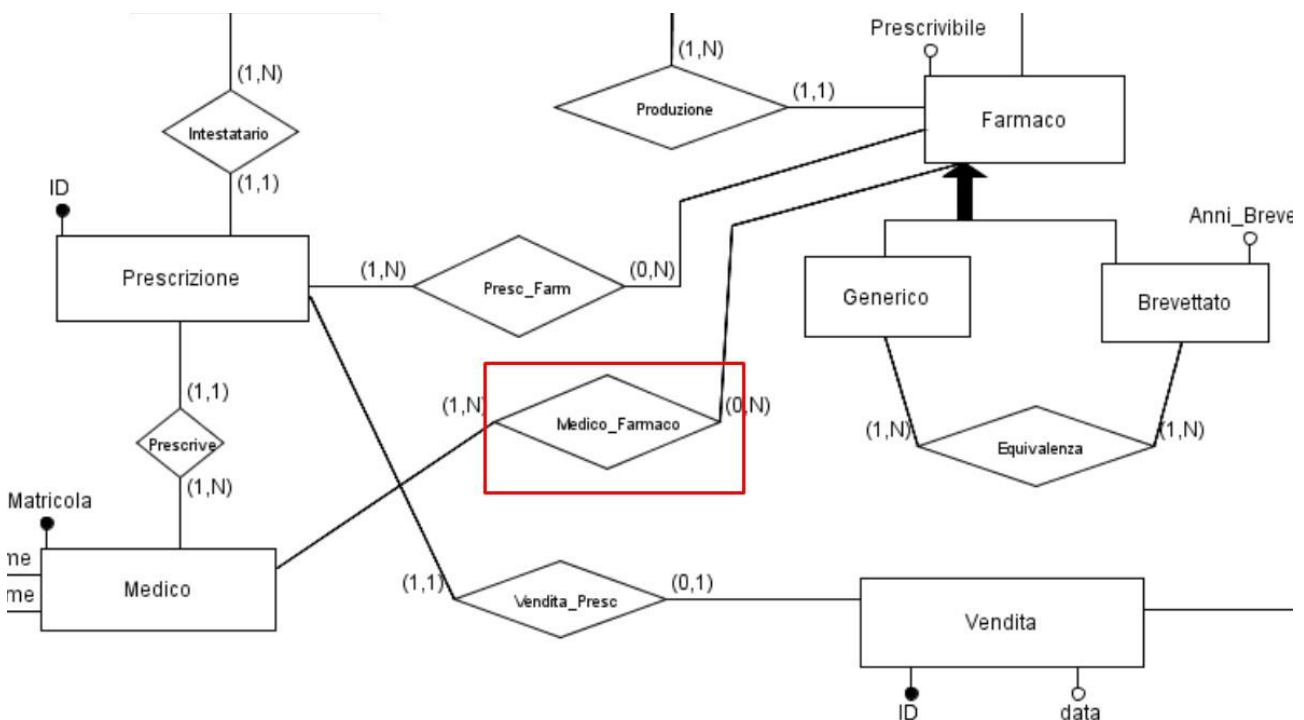 Prescrivibile
(1,N)
(1,N)
Produzione
(1,1)
Farmaco
Intestatario
(1,1)
ID
Anni_Breve
Prescrizione
(1,N)
Presc_Farm
(0,N)
Generico
Brevettato
(1,1)
(1,N)
Medico_Farmaco
(0,N)
(1,N)
Equivalenza
(1,N)
Prescrive
(1,N)
Matricola
me
me
Medico
(1,1)
Vendita_Presc
(0,1)
Vendita
ID
data